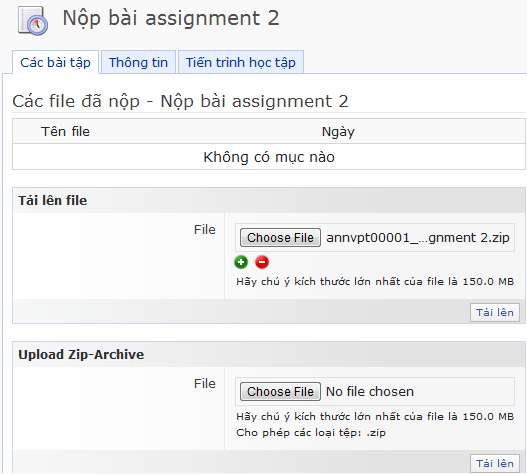 Nộp bài assignment 2
Các bài tập Thông tin Tiến trình học tập
Các file đã nộp - Nộp bài assignment 2
Tên file Ngày
Không có mục nào
Tải lên file
File Choose File annvpt00001_...gnment 2.zip
Hãy chú ý kích thước lớn nhất của file là 150.0 MB
Tải lên
Upload Zip-Archive
File Choose File No file chosen
Hãy chú ý kích thước lớn nhất của file là 150.0 MB
Cho phép các loại tệp: .zip
Tải lên